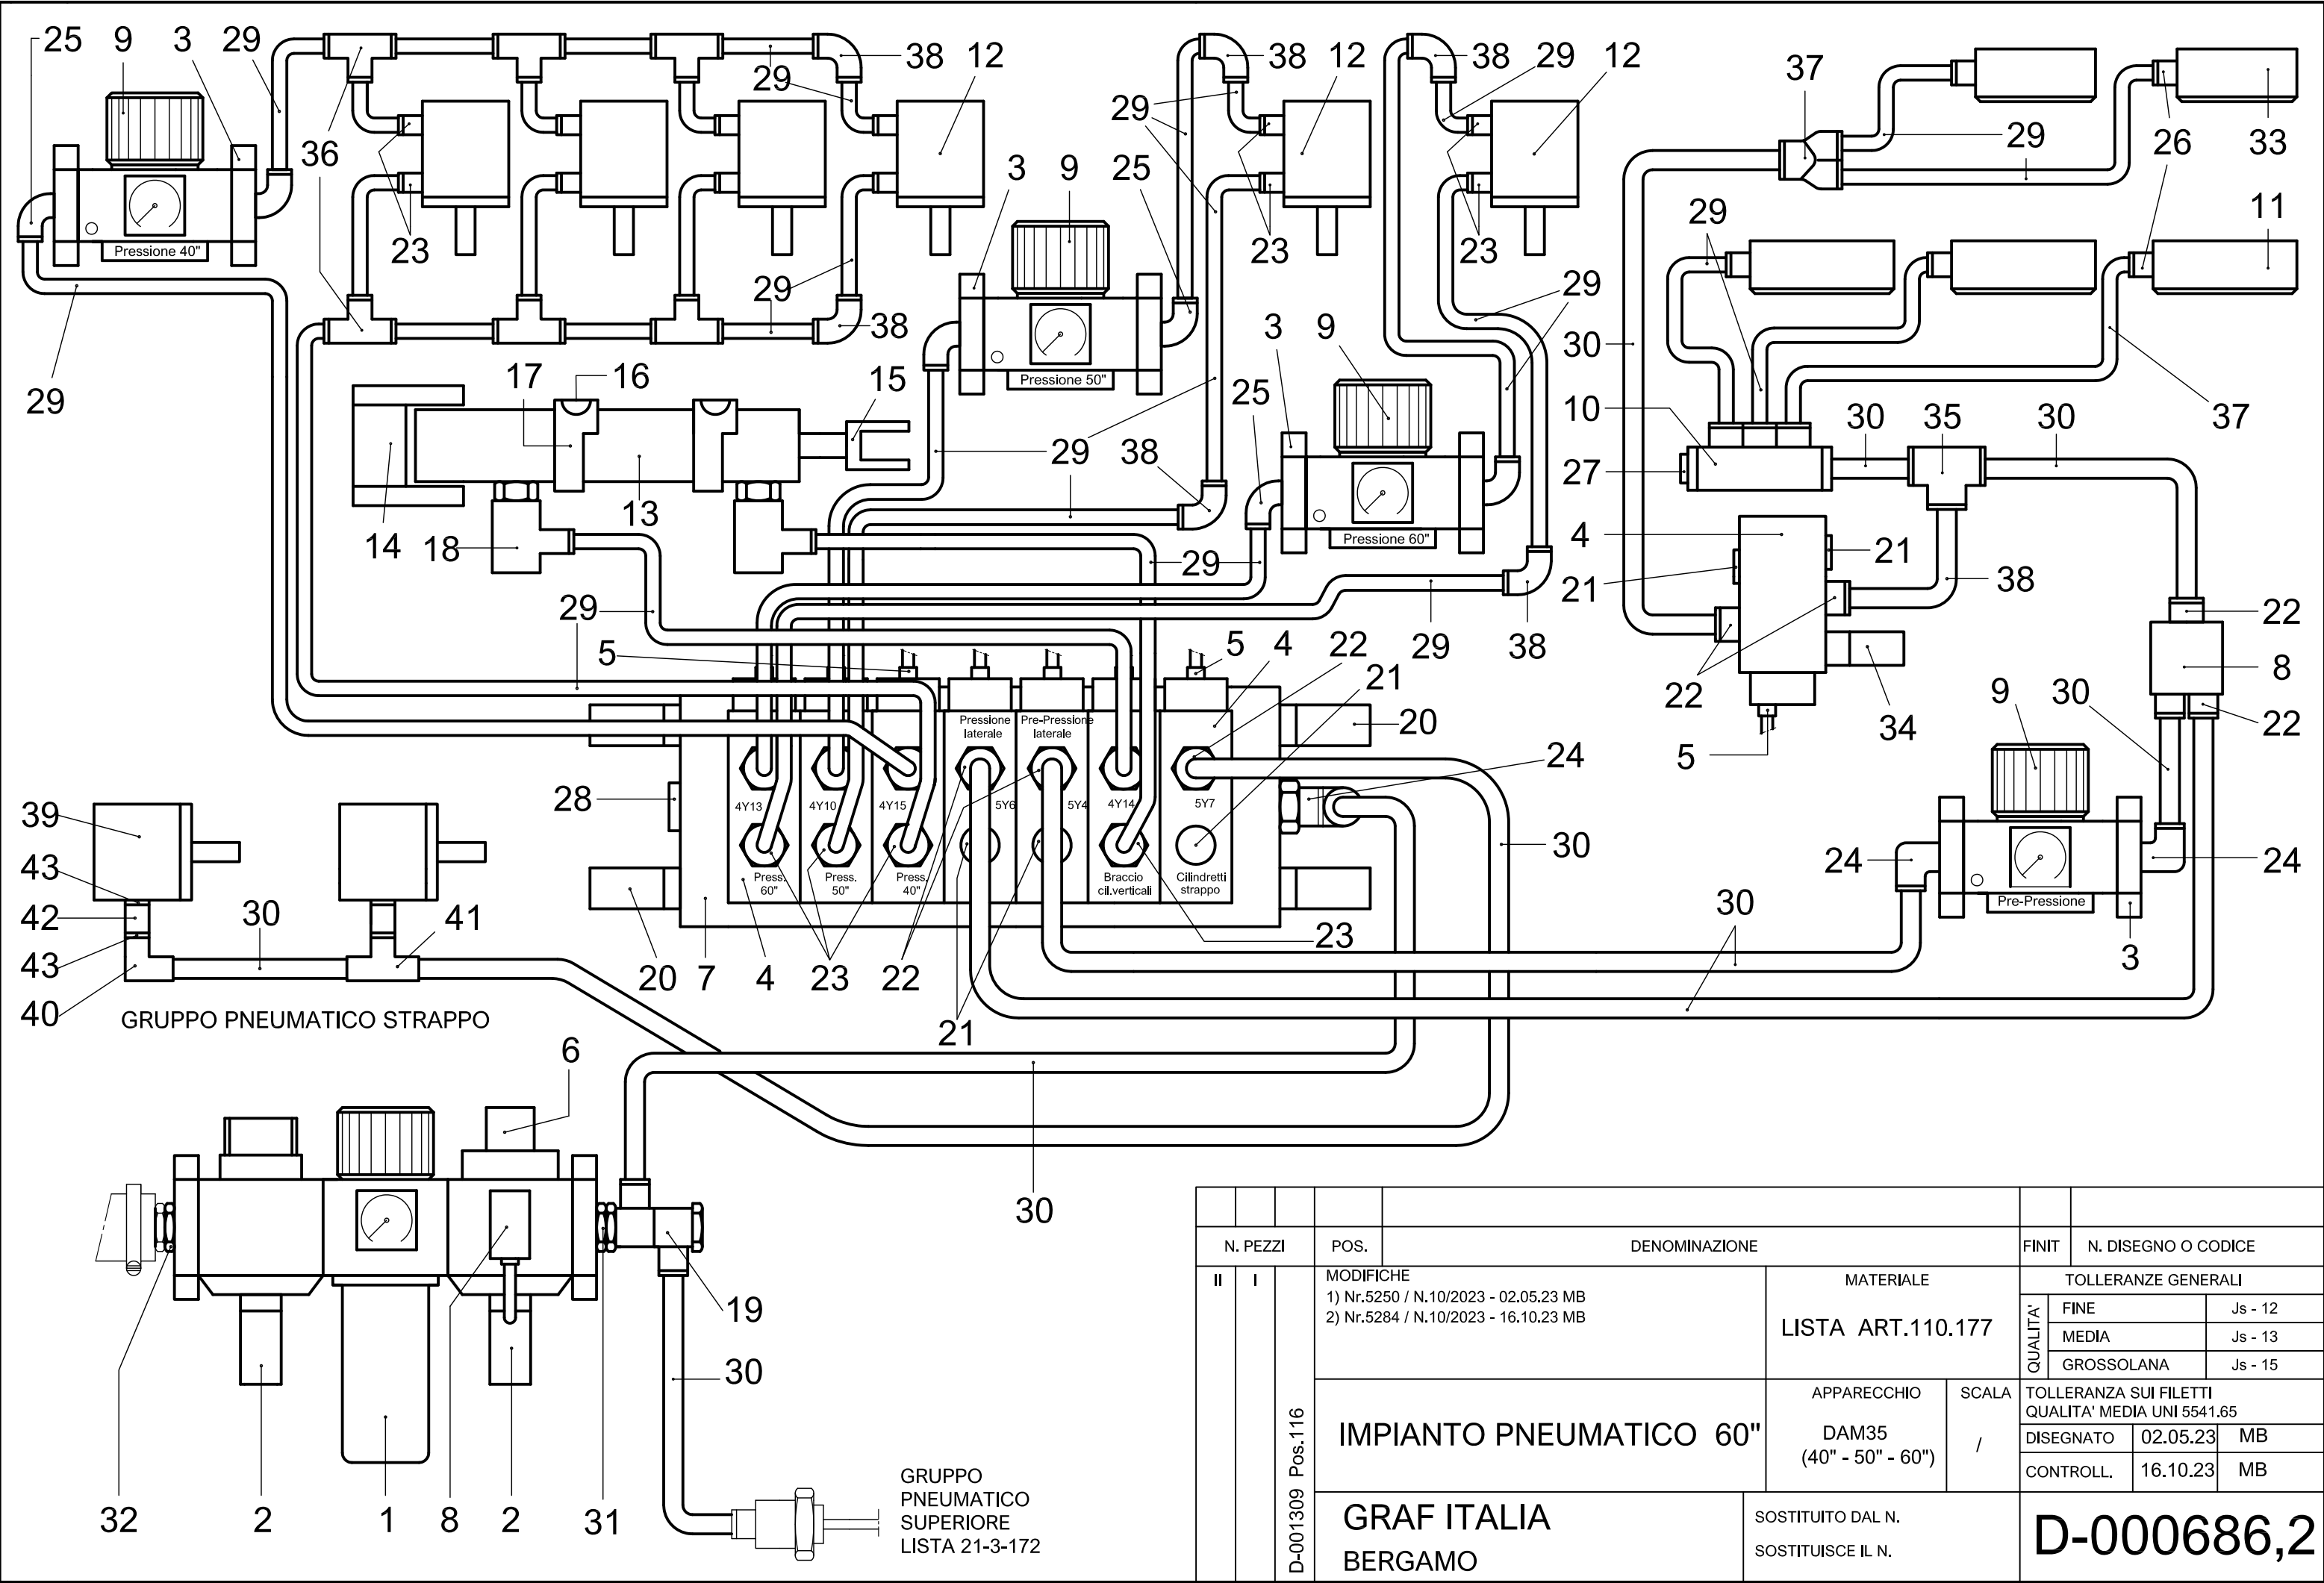 25 9 3 29 38 12 38 12 38 29 12 37
29 29 29 26 33
36 3 9 25 29 11
23 23 23
Pressione 40"
29 29
38 3 9 30
29 17 16 15 Pressione 50" 25 10 30 35 30 37
29 38 27
14 18 13 25 4 21
Pressione 60"
29 21 38
29 22
5 5 4 22 29 38
21 22 8
Pressione laterale
Pre-Pressione laterale
20 5 34 9 30 22
24
28 4Y13 4Y10 4Y15 5Y6 5Y4 4Y14 5Y7
39 30 24 24
43 Press. 60"
Press. 50"
Press. 40"
Braccio cil.verticali
Cilindretti strappo
Pre-Pressione
42 30 41 30
23
43 20 7 4 23 22 3
40 GRUPPO PNEUMATICO STRAPPO
21
6
30
19
30
32 2 1 8 2 31
GRUPPO
PNEUMATICO
SUPERIORE
LISTA 21-3-172
N. PEZZI POS. DENOMINAZIONE FINIT N. DISEGNO O CODICE
II I
MODIFICHE
1) Nr.5250 / N.10/2023 - 02.05.23 MB
2) Nr.5284 / N.10/2023 - 16.10.23 MB
MATERIALE
LISTA ART.110.177
TOLLERANZE GENERALI
QUALITA'
FINE Js - 12
MEDIA Js - 13
GROSSOLANA Js - 15
D-001309 Pos.116
IMPIANTO PNEUMATICO 60"
APPARECCHIO
DAM35
(40" - 50" - 60")
SCALA
/
TOLLERANZA SUI FILETTI
QUALITA' MEDIA UNI 5541.65
DISEGNATO 02.05.23 MB
CONTROLL. 16.10.23 MB
GRAF ITALIA
BERGAMO
SOSTITUITO DAL N.
SOSTITUISCE IL N.
D-000686,2